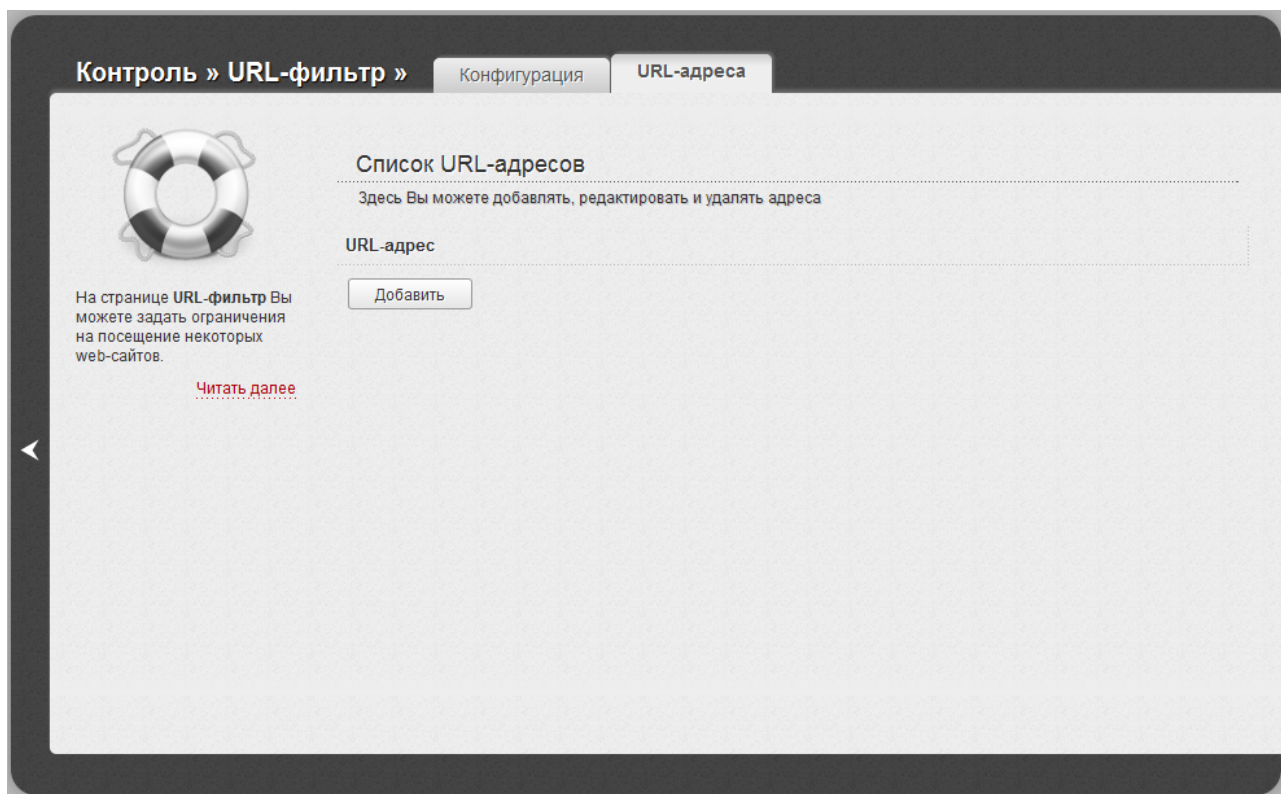 Контроль » URL-фильтр »
Конфигурация
URL-адреса
На странице URL-фильтр Вы
можете задать ограничения
на посещение некоторых
web-сайтов.
Читать далее
Список URL-адресов
Здесь Вы можете добавлять, редактировать и удалять адреса
URL-адрес
Добавить